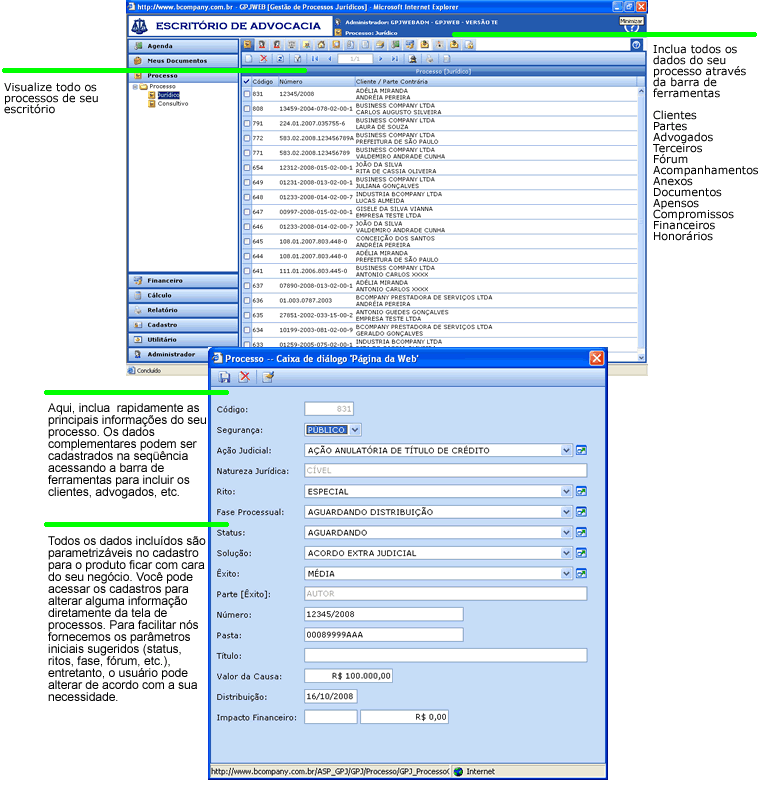 http://www.bcompany.com.br - GPJWEB [Gestão de Processos Jurídicos] - Microsoft Internet Explorer
Minimizar
ESCRITÓRIO DE ADVOCACIA
Administrador: GPJWEBADM - GPJWEB - VERSÃO TE
Processos: Jurídico
Agenda
Meus Documentos
Processo
Processo
Jurídico
Consultivo
Financeiro
Cálculo
Relatório
Cadastro
Utilitário
Administrador
Concluído
1/1
Processo [Jurídico]
Código Número Cliente / Parte Contrária
831 12345/2008 ADÉLIA MIRANDA
ANDRÉIA PEREIRA
808 13459-2004-078-02-00-1 BUSINESS COMPANY LTDA
CARLOS AUGUSTO SILVEIRA
791 224.01.2007.035755-6 BUSINESS COMPANY LTDA
LAURA DE SOUZA
772 583.02.2008.123456789A BUSINESS COMPANY LTDA
PREFEITURA DE SÃO PAULO
771 583.02.2008.123456789 BUSINESS COMPANY LTDA
VALDEMIRO ANDRADE CUNHA
654 12312-2008-015-02-00-1 JOÃO DA SILVA
RITA DE CASSIA OLIVEIRA
649 01231-2008-013-02-00-1 BUSINESS COMPANY LTDA
JULIANA GONÇALVES
648 01233-2008-014-02-00-7 INDUSTRIA BCOMPANY LTDA
LUCAS ALMEIDA
647 00997-2008-015-02-00-1 GISELE DA SILVA VIANNA
EMPRESA TESTE LTDA
646 01233-2008-014-02-00-7 JOÃO DA SILVA
VALDEMIRO ANDRADE CUNHA
645 108.01.2007.803.448-0 CONCEIÇÃO DOS SANTOS
ANDRÉIA PEREIRA
644 108.01.2007.803.448-0 ADÉLIA MIRANDA
PREFEITURA DE SÃO PAULO
641 111.01.2006.803.445-0 BUSINESS COMPANY LTDA
ANTONIO CARLOS XXXX
637 07890-2008-013-02-00-1 ADÉLIA MIRANDA
ANTONIO CARLOS XXXX
636 01.003.0787.2003 BCOMPANY PRESTADORA DE SERVIÇOS LTDA
ANDRÉIA PEREIRA
635 27851-2002-033-15-00-2 ANTONIO GUEDES GONÇALVES
EMPRESA TESTE LTDA
634 10199-2003-081-02-00-9 BCOMPANY PRESTADORA DE SERVIÇOS LTDA
GERALDO GONÇALVES
633 01259-2005-075-02-00-1 INDUSTRIA BCOMPANY LTDA
Visualize todo os
processos de seu
escritório
Inclua todos os
dados do seu
processo através
da barra de
ferramentas
Clientes
Partes
Advogados
Terceiros
Fórum
Acompanhamentos
Anexos
Documentos
Apensos
Compromissos
Financeiros
Honorários
Aqui, inclua rapidamente as
principais informações do seu
processo. Os dados
complementares podem ser
cadastrados na seqüência
acessando a barra de
ferramentas para incluir os
clientes, advogados, etc.
Todos os dados incluídos são
parametrizáveis no cadastro
para o produto ficar com cara
do seu negócio. Você pode
acessar os cadastros para
alterar alguma informação
diretamente da tela de
processos. Para facilitar nós
fornecemos os parâmetros
iniciais sugeridos (status,
ritos, fase, fórum, etc.),
entretanto, o usuário pode
alterar de acordo com a sua
necessidade.
Processo -- Caixa de diálogo 'Página da Web'
Código: 831
Segurança: PÚBLICO
Ação Judicial: AÇÃO ANULATÓRIA DE TÍTULO DE CRÉDITO
Natureza Jurídica: CÍVEL
Rito: ESPECIAL
Fase Processual: AGUARDANDO DISTRIBUIÇÃO
Status: AGUARDANDO
Solução: ACORDO EXTRA JUDICIAL
Êxito: MÉDIA
Parte [Êxito]: AUTOR
Número: 12345/2008
Pasta: 00089999AAA
Título:
Valor da Causa: R$ 100.000,00
Distribuição: 16/10/2008
Impacto Financeiro: R$ 0,00
http://www.bcompany.com.br/ASP_GPJ/GPJ/Processo/GPJ_Processo Internet